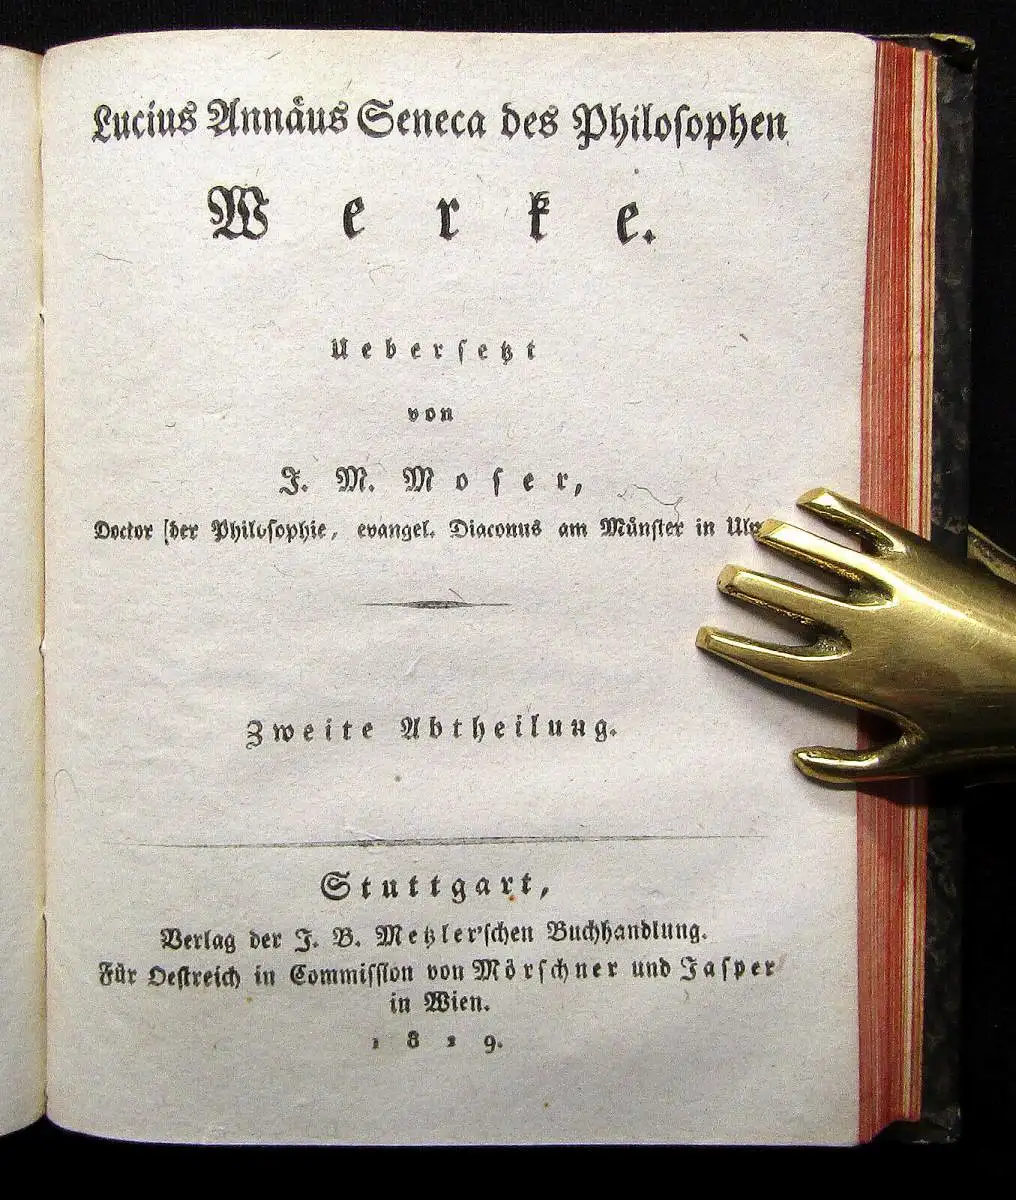 Lucius Annäus Seneca des Philosophen
Werke.
Uebersetzt
von
J. M. Moser,
Doctor der Philosophie, evangel. Diaconus am Münster in Ulm
Zweite Abtheilung.
Stuttgart,
Verlag der J. B. Metzler'schen Buchhandlung.
Für Oestreich in Commission von Mörschner und Jasper
in Wien.
1829.